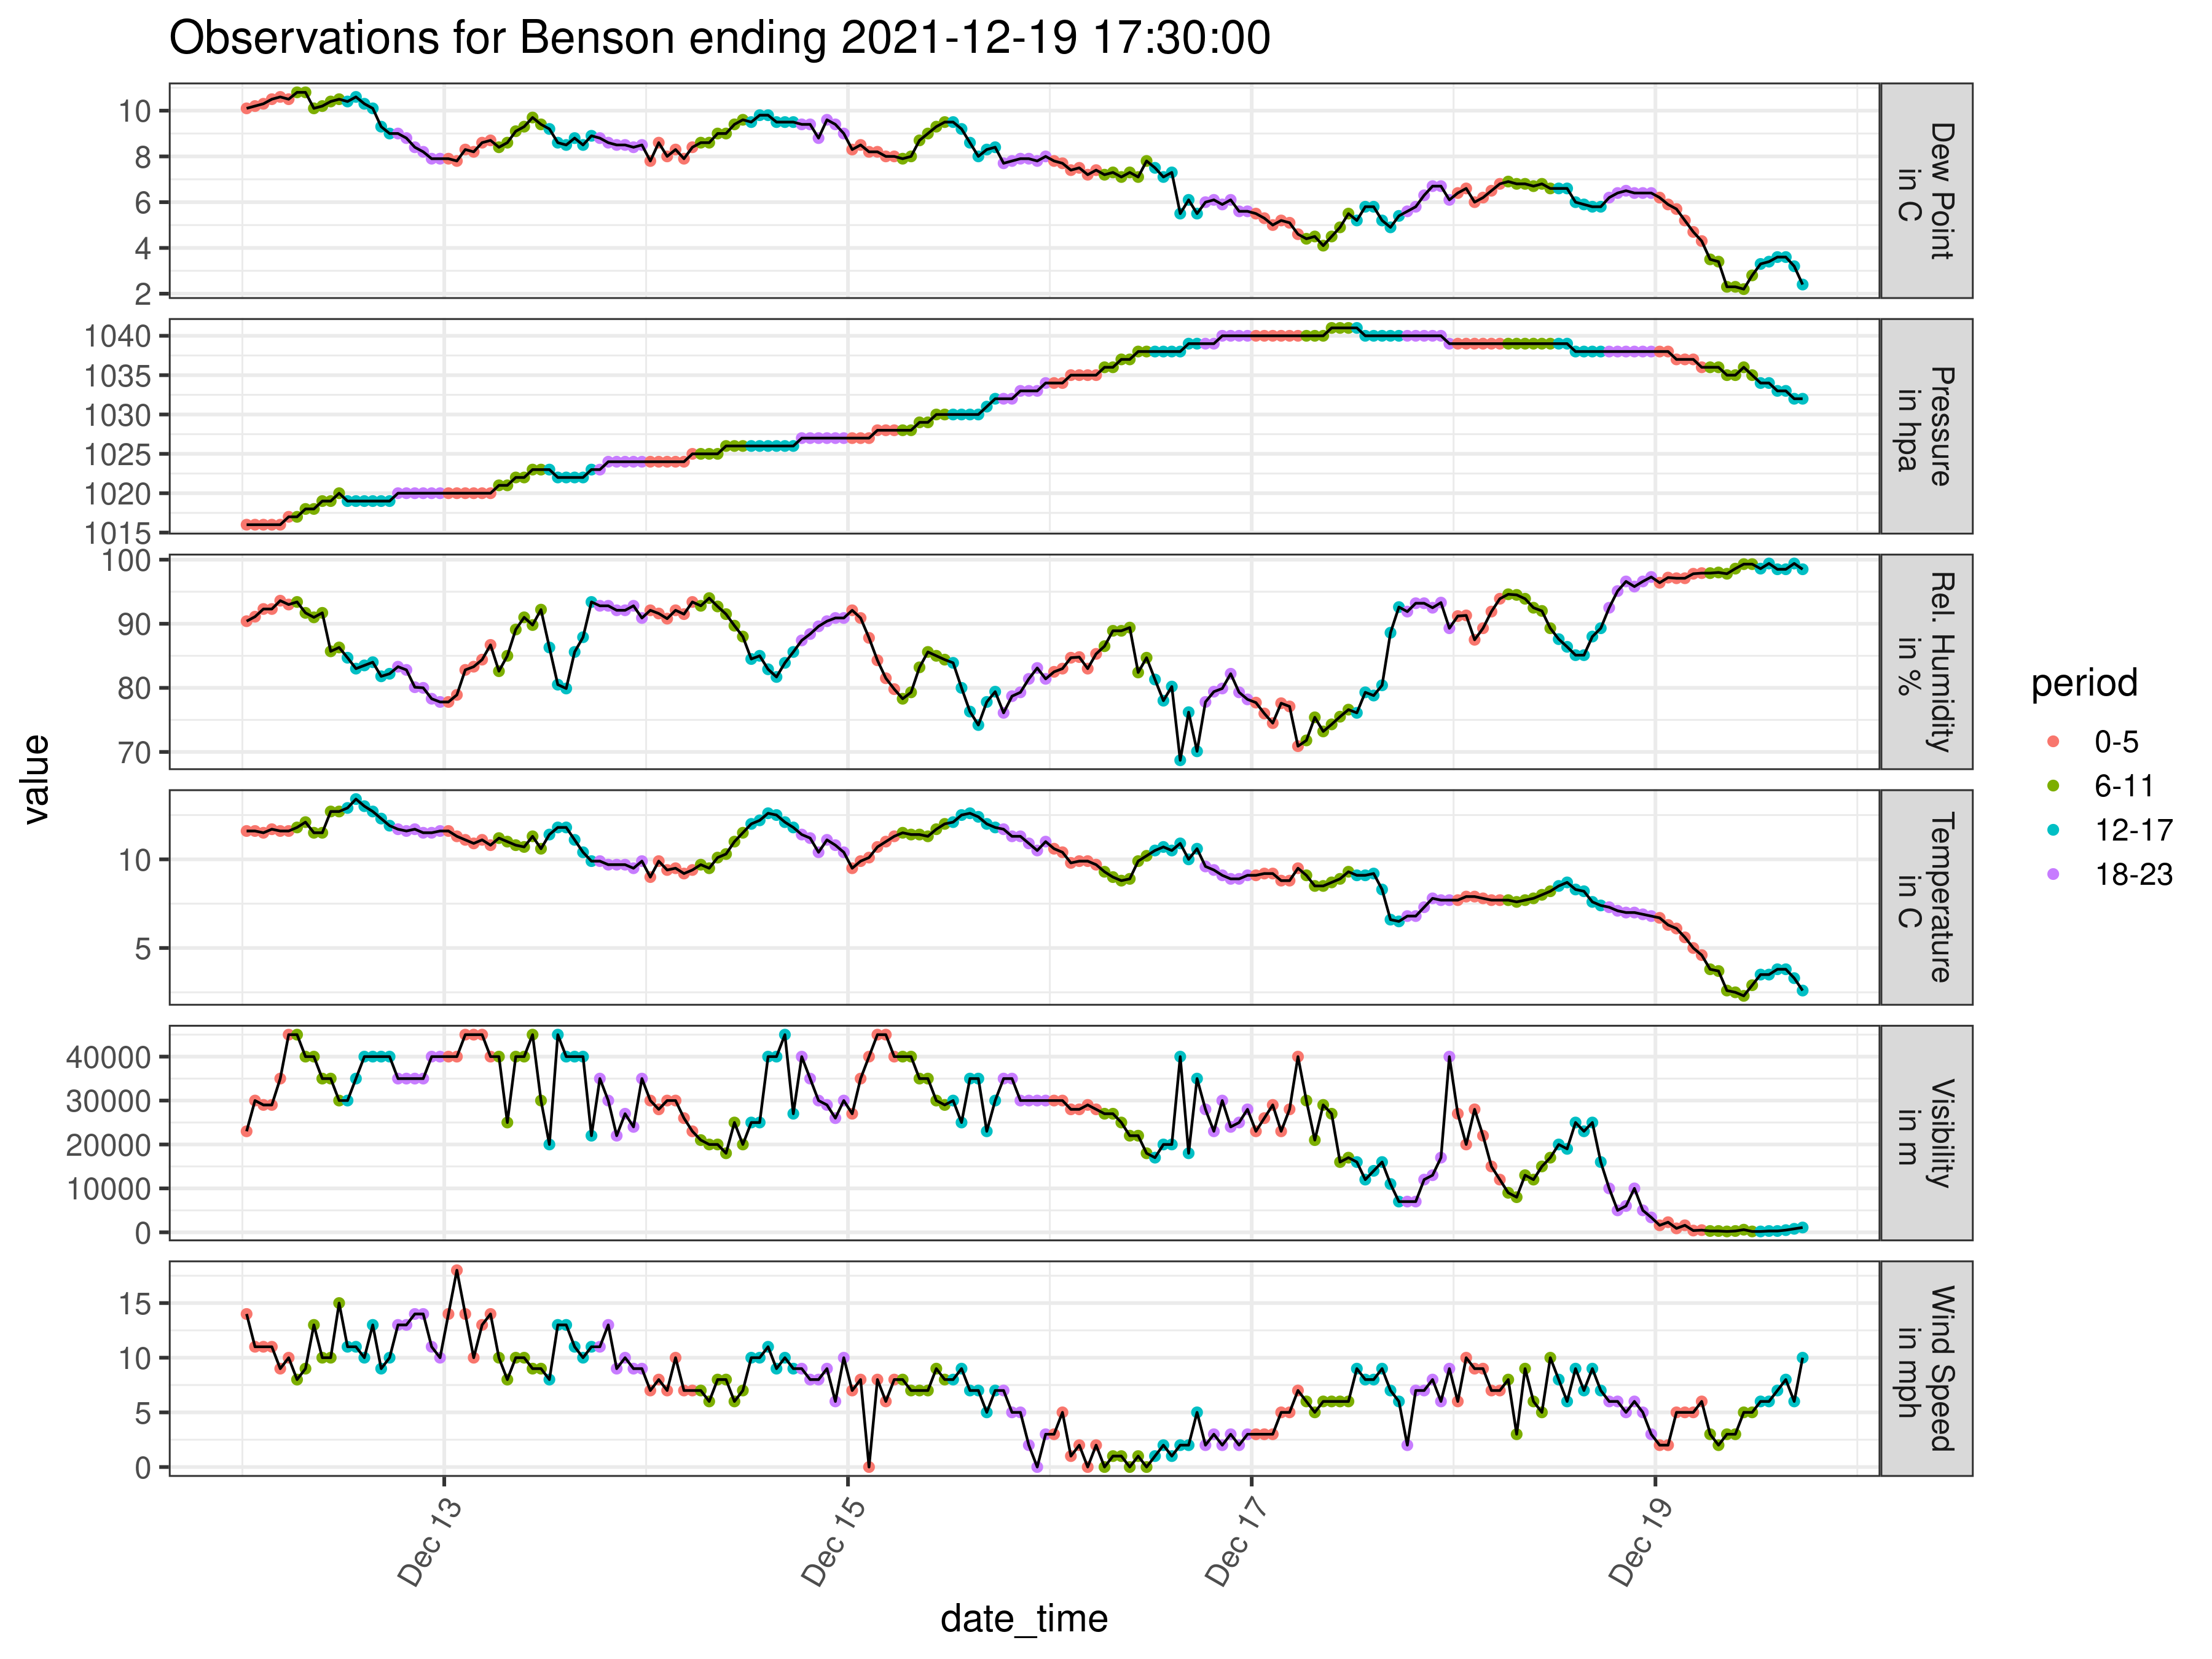 Observations for Benson ending 2021-12-19 17:30:00
value
10
8
6
4
2
Dew Point
in C
1040
1035
1030
1025
1020
1015
Pressure
in hpa
100
90
80
70
Rel. Humidity
in %
10
5
Temperature
in C
40000
30000
20000
10000
0
Visibility
in m
15
10
5
0
Wind Speed
in mph
Dec 13
Dec 15
Dec 17
Dec 19
date_time
period
0-5
6-11
12-17
18-23